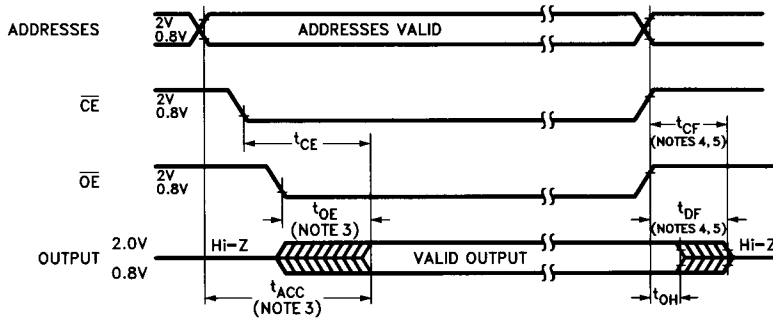 ADDRESSES
2V
0.8V
ADDRESSES VALID
CE
2V
0.8V
tCE
tCF
(NOTES 4, 5)
OE
2V
0.8V
tOE
(NOTE 3)
tDF
(NOTES 4, 5)
OUTPUT
2.0V
0.8V
Hi-Z
VALID OUTPUT
Hi-Z
tACC
(NOTE 3)
tOH